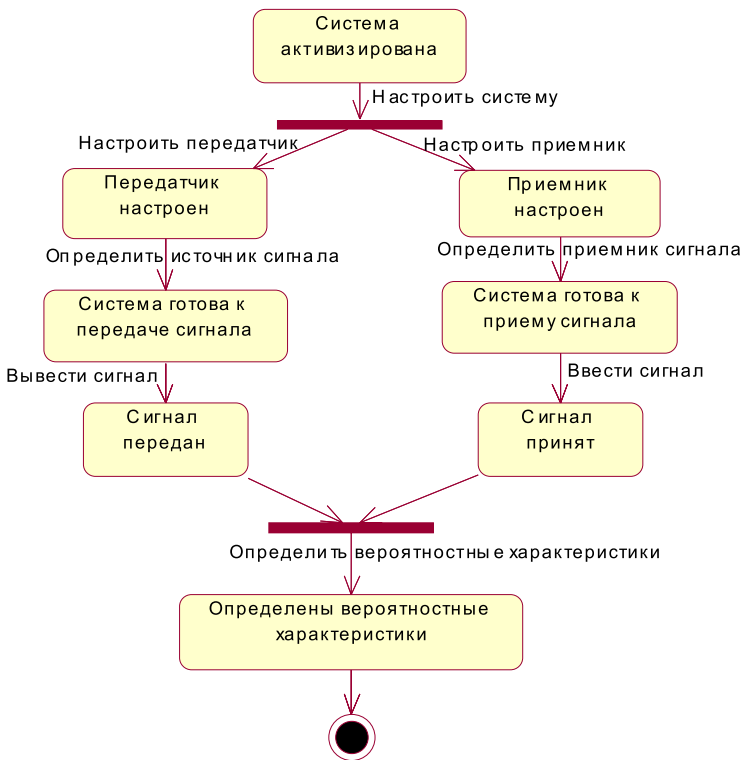 Система
активизирована
Настроить систему
Настроить передатчик
Настроить приемник
Передатчик
настроен
Приемник
настроен
Определить источник сигнала
Определить приемник сигнала
Система готова к
передаче сигнала
Система готова к
приему сигнала
Вывести сигнал
Ввести сигнал
Сигнал
передан
Сигнал
принят
Определить вероятностные характеристики
Определены вероятностные
характеристики